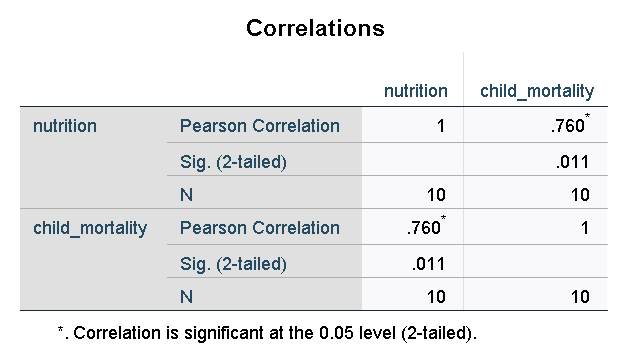 Correlations
nutrition child_mortality
nutrition Pearson Correlation 1 .760*
Sig. (2-tailed) .011
N 10 10
child_mortality Pearson Correlation .760* 1
Sig. (2-tailed) .011
N 10 10
*. Correlation is significant at the 0.05 level (2-tailed).